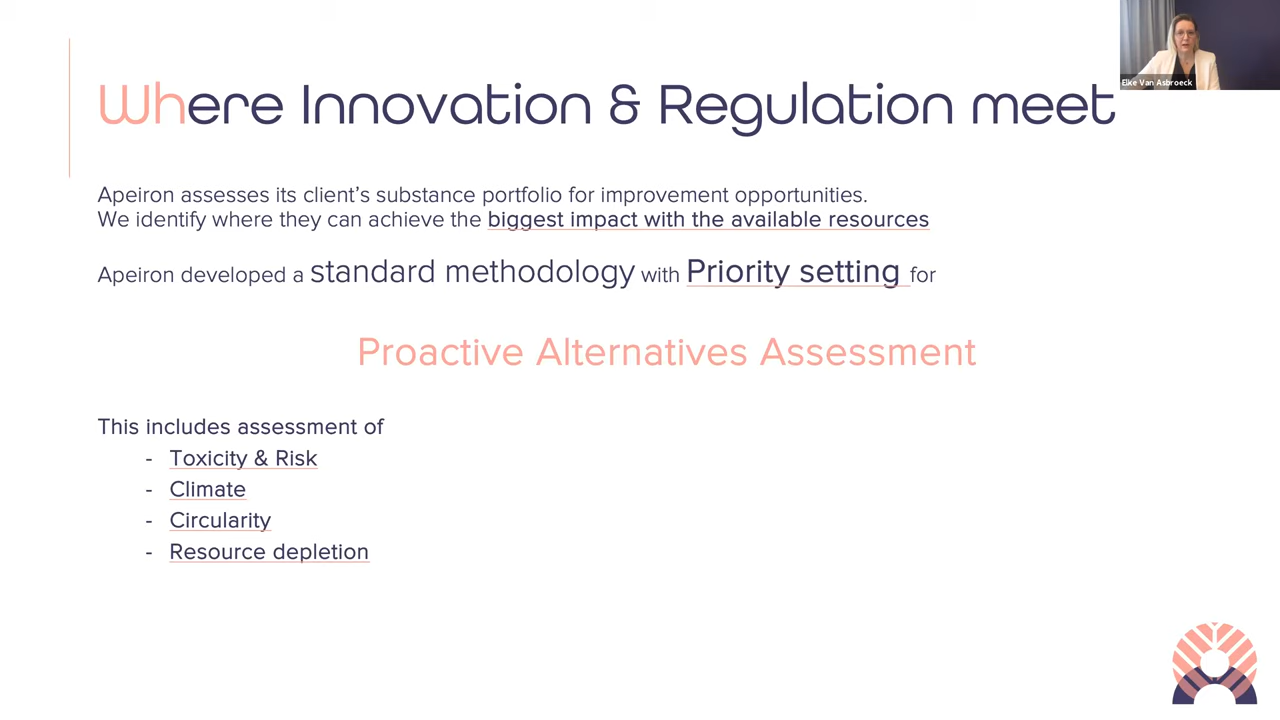 Where Innovation & Regulation meet
Elke Van Asbroeck
Apeiron assesses its client’s substance portfolio for improvement opportunities.
We identify where they can achieve the biggest impact with the available resources
Apeiron developed a standard methodology with Priority setting for
Proactive Alternatives Assessment
This includes assessment of
- Toxicity & Risk
- Climate
- Circularity
- Resource depletion